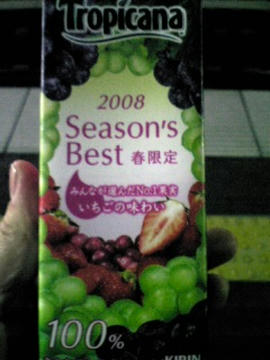 Tropicana
2008
Season's
Best 春限定
みんなが選んだNo.1果実
いちごの味わい
100%
KIRIN